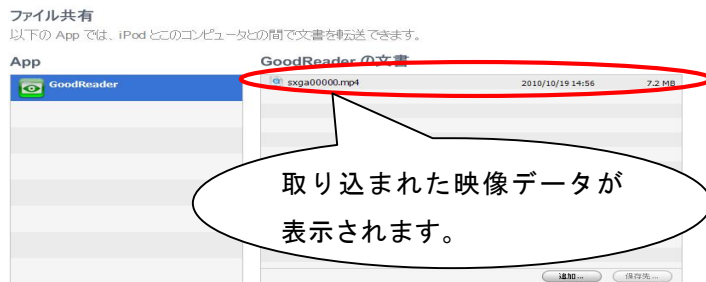 ファイル共有
以下の App では、iPod とこのコンピュータとの間で文書を転送できます。
App
GoodReader の文書
GoodReader
sxga00000.mp4 2010/10/19 14:56 7.2 MB
取り込まれた映像データが
表示されます。
追加... 保存先...